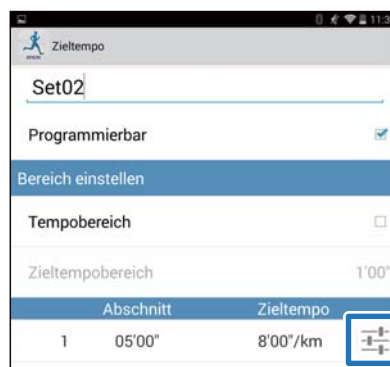 11:3
Zieltempo
EPSON
Set02
Programmierbar
Bereich einstellen
Tempobereich
Zieltempobereich 1'00"
Abschnitt Zieltempo
1 05'00" 8'00"/km